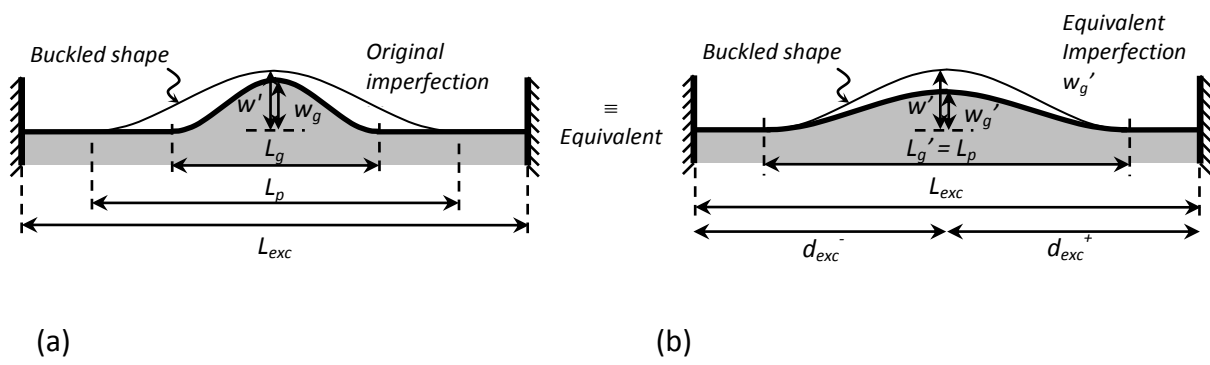 Buckled shape
Original
imperfection
w'
w_g
L_g
L_p
L_exc
(a)
≡
Equivalent
Buckled shape
Equivalent
Imperfection
w_g'
w'
w_g'
L_g' = L_p
L_exc
d_exc^-
d_exc^+
(b)